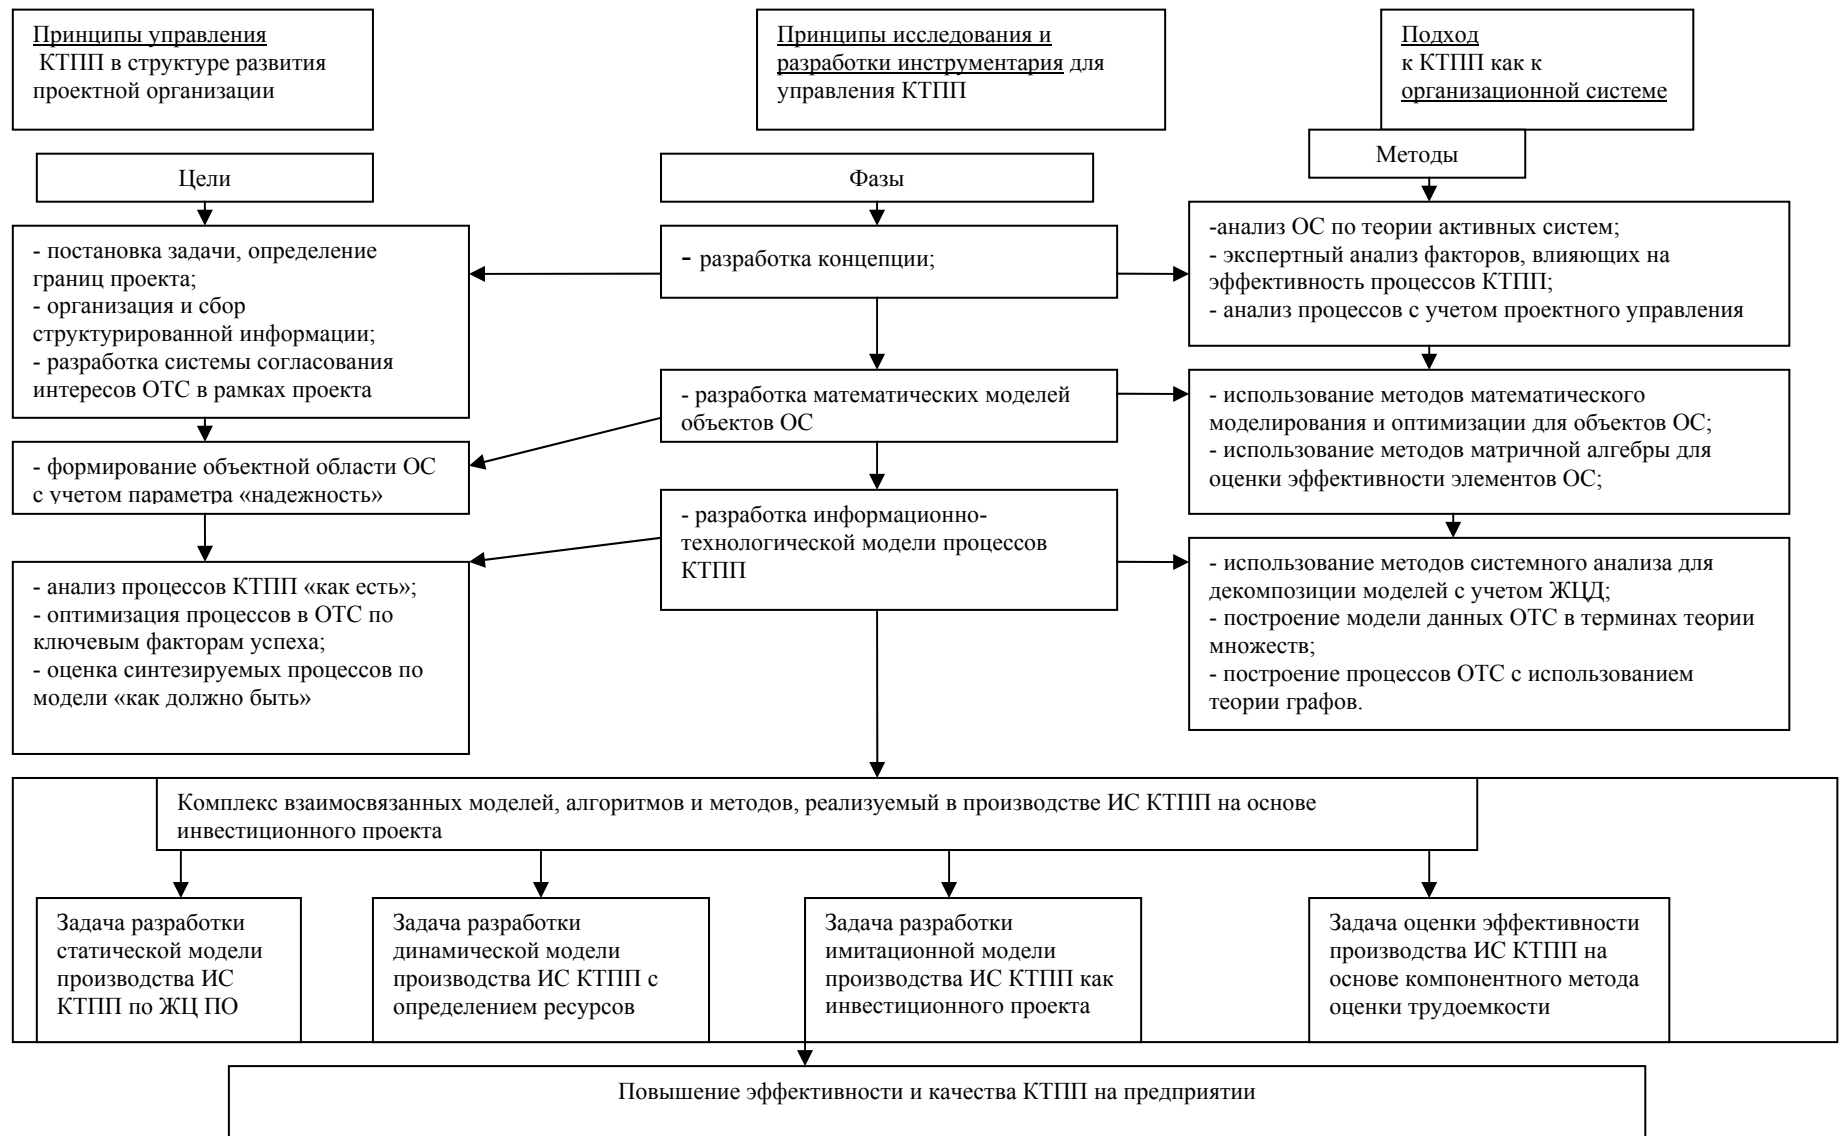 Принципы управления
КТПП в структуре развития
проектной организации
Принципы исследования и
разработки инструментария для
управления КТПП
Подход
к КТПП как к
организационной системе
Цели
Фазы
Методы
- постановка задачи, определение
границ проекта;
- организация и сбор
структурированной информации;
- разработка системы согласования
интересов ОТС в рамках проекта
- разработка концепции;
-анализ ОС по теории активных систем;
- экспертный анализ факторов, влияющих на
эффективность процессов КТПП;
- анализ процессов с учетом проектного управления
- формирование объектной области ОС
с учетом параметра «надежность»
- разработка математических моделей
объектов ОС
- использование методов математического
моделирования и оптимизации для объектов ОС;
- использование методов матричной алгебры для
оценки эффективности элементов ОС;
- анализ процессов КТПП «как есть»;
- оптимизация процессов в ОТС по
ключевым факторам успеха;
- оценка синтезируемых процессов по
модели «как должно быть»
- разработка информационно-
технологической модели процессов
КТПП
- использование методов системного анализа для
декомпозиции моделей с учетом ЖЦД;
- построение модели данных ОТС в терминах теории
множеств;
- построение процессов ОТС с использованием
теории графов.
Комплекс взаимосвязанных моделей, алгоритмов и методов, реализуемый в производстве ИС КТПП на основе
инвестиционного проекта
Задача разработки
статической модели
производства ИС
КТПП по ЖЦ ПО
Задача разработки
динамической модели
производства ИС КТПП с
определением ресурсов
Задача разработки
имитационной модели
производства ИС КТПП как
инвестиционного проекта
Задача оценки эффективности
производства ИС КТПП на
основе компонентного метода
оценки трудоемкости
Повышение эффективности и качества КТПП на предприятии